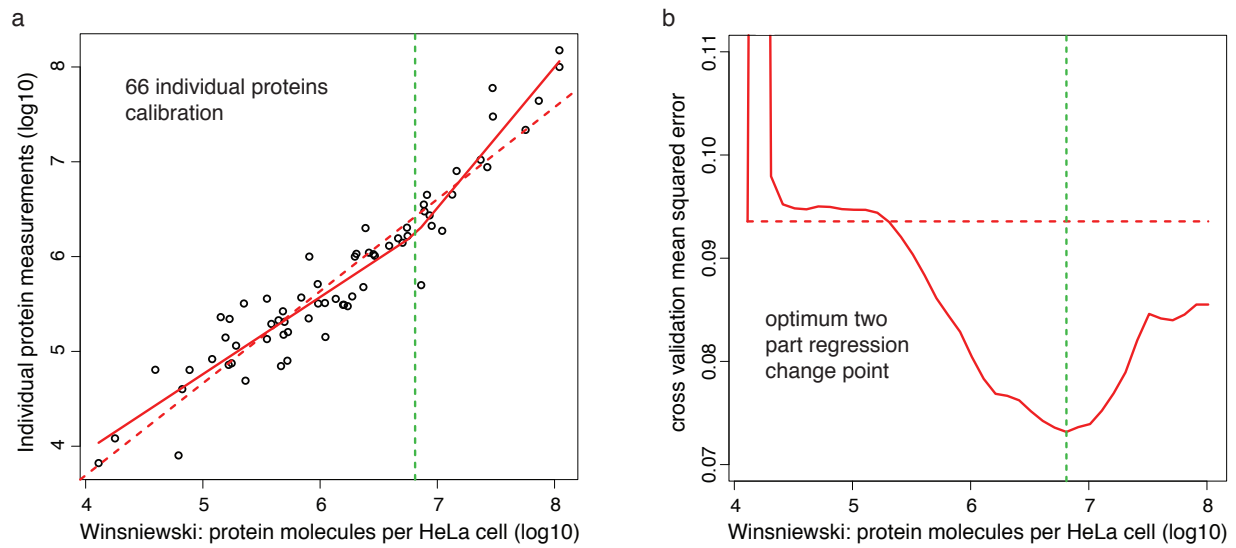 a
66 individual proteins
calibration
Individual protein measurements (log10)
8
7
6
5
4
4 5 6 7 8
Winsniewski: protein molecules per HeLa cell (log10)
b
optimum two
part regression
change point
cross validation mean squared error
0.11
0.10
0.09
0.08
0.07
4 5 6 7 8
Winsniewski: protein molecules per HeLa cell (log10)